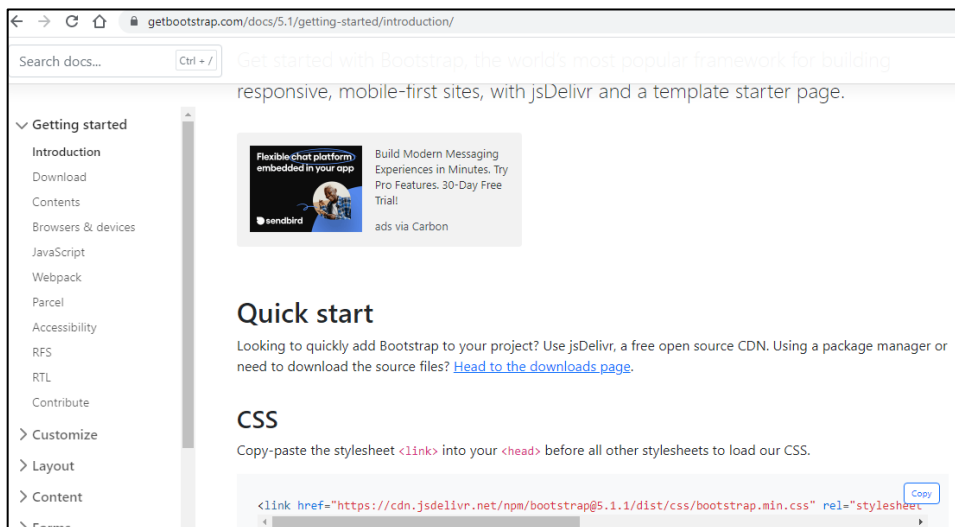 getbootstrap.com/docs/5.1/getting-started/introduction/
Search docs...
Ctrl + /
Get started with Bootstrap, the world's most popular framework for building
responsive, mobile-first sites, with jsDelivr and a template starter page.
Getting started
Introduction
Download
Contents
Browsers & devices
JavaScript
Webpack
Parcel
Accessibility
RFS
RTL
Contribute
Customize
Layout
Content
Forms
Flexible chat platform
embedded in your app
sendbird
Build Modern Messaging
Experiences in Minutes. Try
Pro Features. 30-Day Free
Trial!
ads via Carbon
Quick start
Looking to quickly add Bootstrap to your project? Use jsDelivr, a free open source CDN. Using a package manager or
need to download the source files? Head to the downloads page.
CSS
Copy-paste the stylesheet <link> into your <head> before all other stylesheets to load our CSS.
Copy
<link href="https://cdn.jsdelivr.net/npm/bootstrap@5.1.1/dist/css/bootstrap.min.css" rel="stylesheet